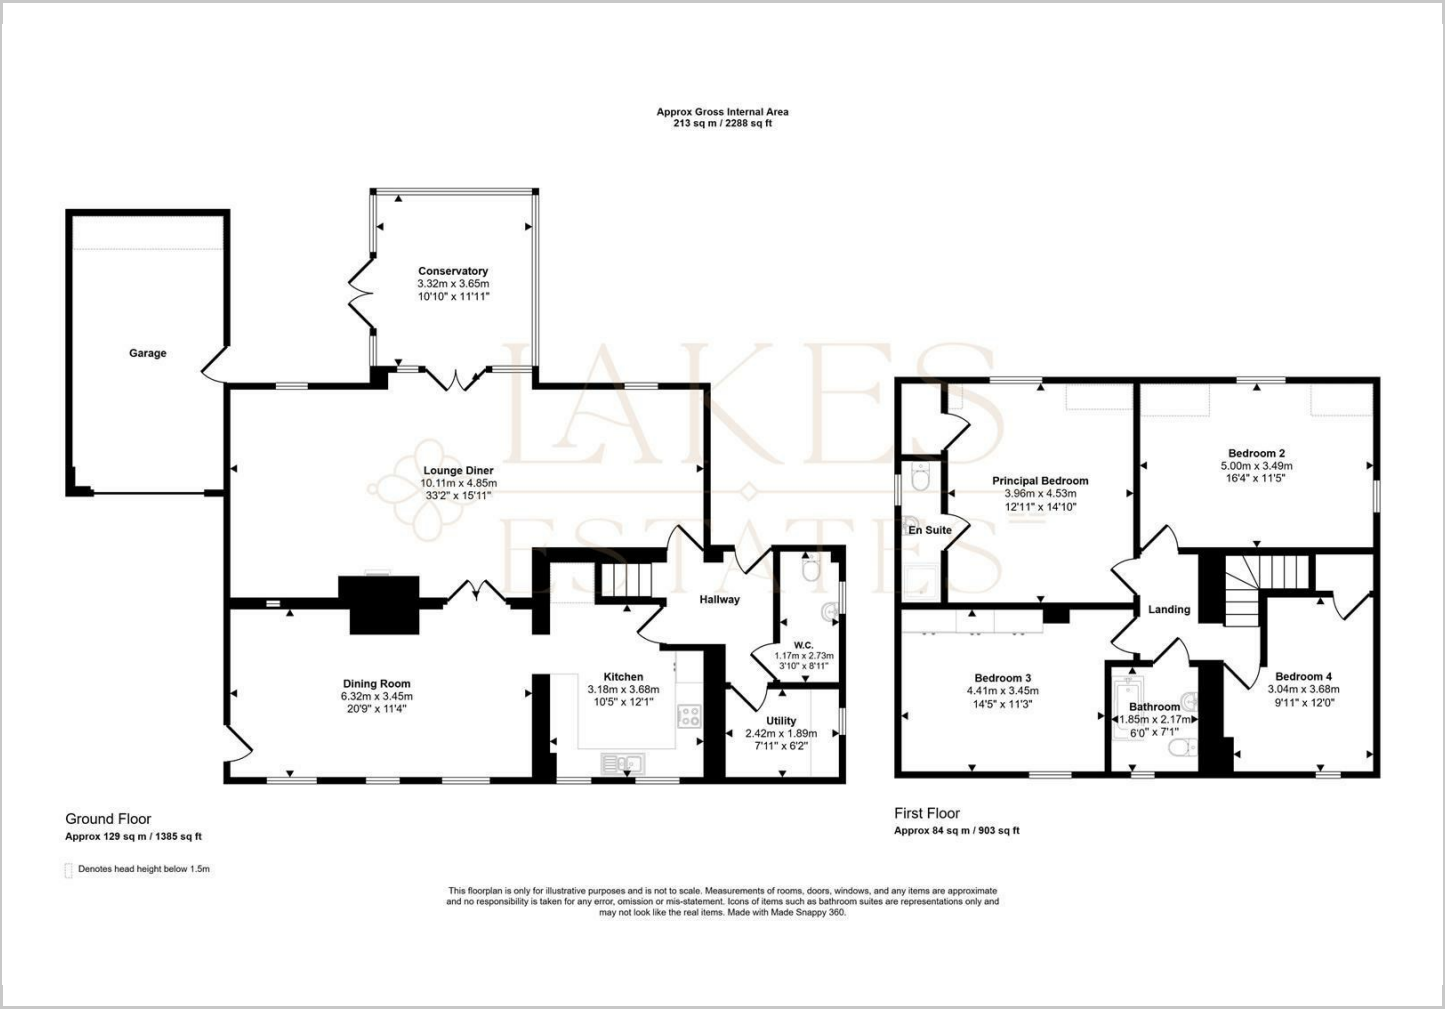 Approx Gross Internal Area
213 sq m / 2288 sq ft
Conservatory
3.32m x 3.65m
10'10" x 11'11"
Garage
LAKES
ESTATES
Lounge Diner
10.11m x 4.85m
33'2" x 15'11"
Hallway
W.C.
1.17m x 2.73m
3'10" x 8'11"
Dining Room
6.32m x 3.45m
20'9" x 11'4"
Kitchen
3.18m x 3.68m
10'5" x 12'1"
Utility
2.42m x 1.89m
7'11" x 6'2"
Principal Bedroom
3.96m x 4.53m
12'11" x 14'10"
Bedroom 2
5.00m x 3.49m
16'4" x 11'5"
En Suite
Landing
Bedroom 3
4.41m x 3.45m
14'5" x 11'3"
Bathroom
1.85m x 2.17m
6'0" x 7'1"
Bedroom 4
3.04m x 3.68m
9'11" x 12'0"
Ground Floor
Approx 129 sq m / 1385 sq ft
First Floor
Approx 84 sq m / 903 sq ft
Denotes head height below 1.5m
This floorplan is only for illustrative purposes and is not to scale. Measurements of rooms, doors, windows, and any items are approximate
and no responsibility is taken for any error, omission or mis-statement. Icons of items such as bathroom suites are representations only and
may not look like the real items. Made with Made Snappy 360.